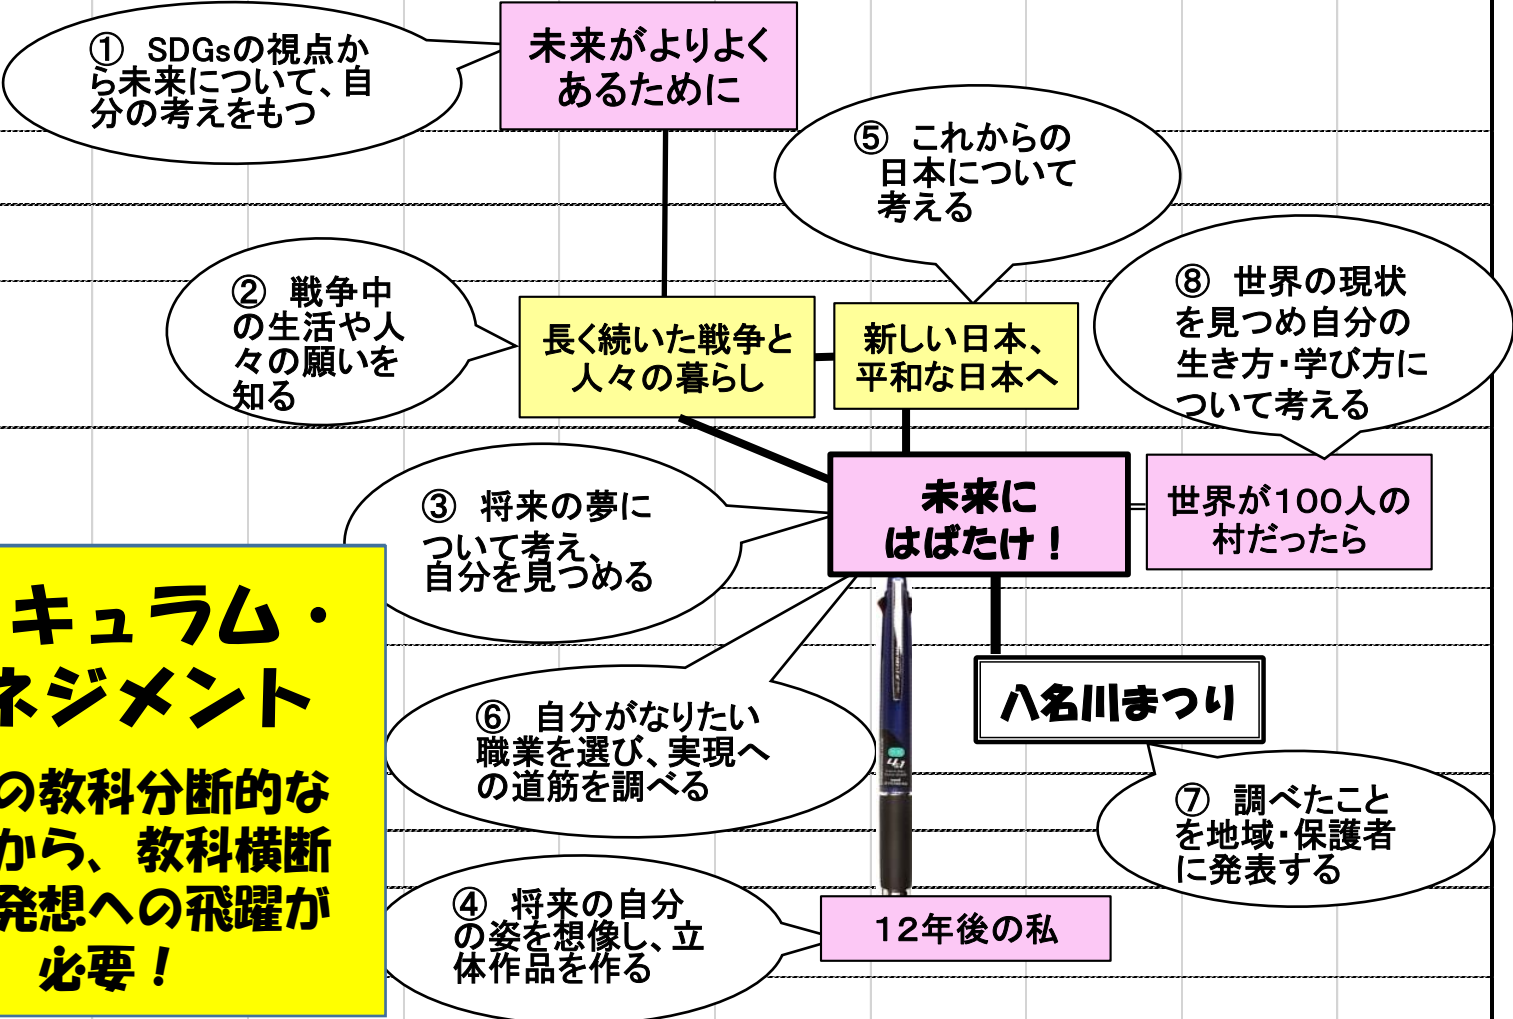 ① SDGsの視点か
ら未来について、自
分の考えをもつ
未来がよりよく
あるために
⑤ これからの
日本について
考える
② 戦争中
の生活や人
々の願いを
知る
長く続いた戦争と
人々の暮らし
新しい日本、
平和な日本へ
⑧ 世界の現状
を見つめ自分の
生き方・学び方に
ついて考える
③ 将来の夢に
ついて考え、
自分を見つめる
未来に
はばたけ！
世界が100人の
村だったら
キュラム・
ネジメント
の教科分断的な
から、教科横断
発想への飛躍が
必要！
⑥ 自分がなりたい
職業を選び、実現へ
の道筋を調べる
八名川まつり
⑦ 調べたこと
を地域・保護者
に発表する
④ 将来の自分
の姿を想像し、立
体作品を作る
12年後の私